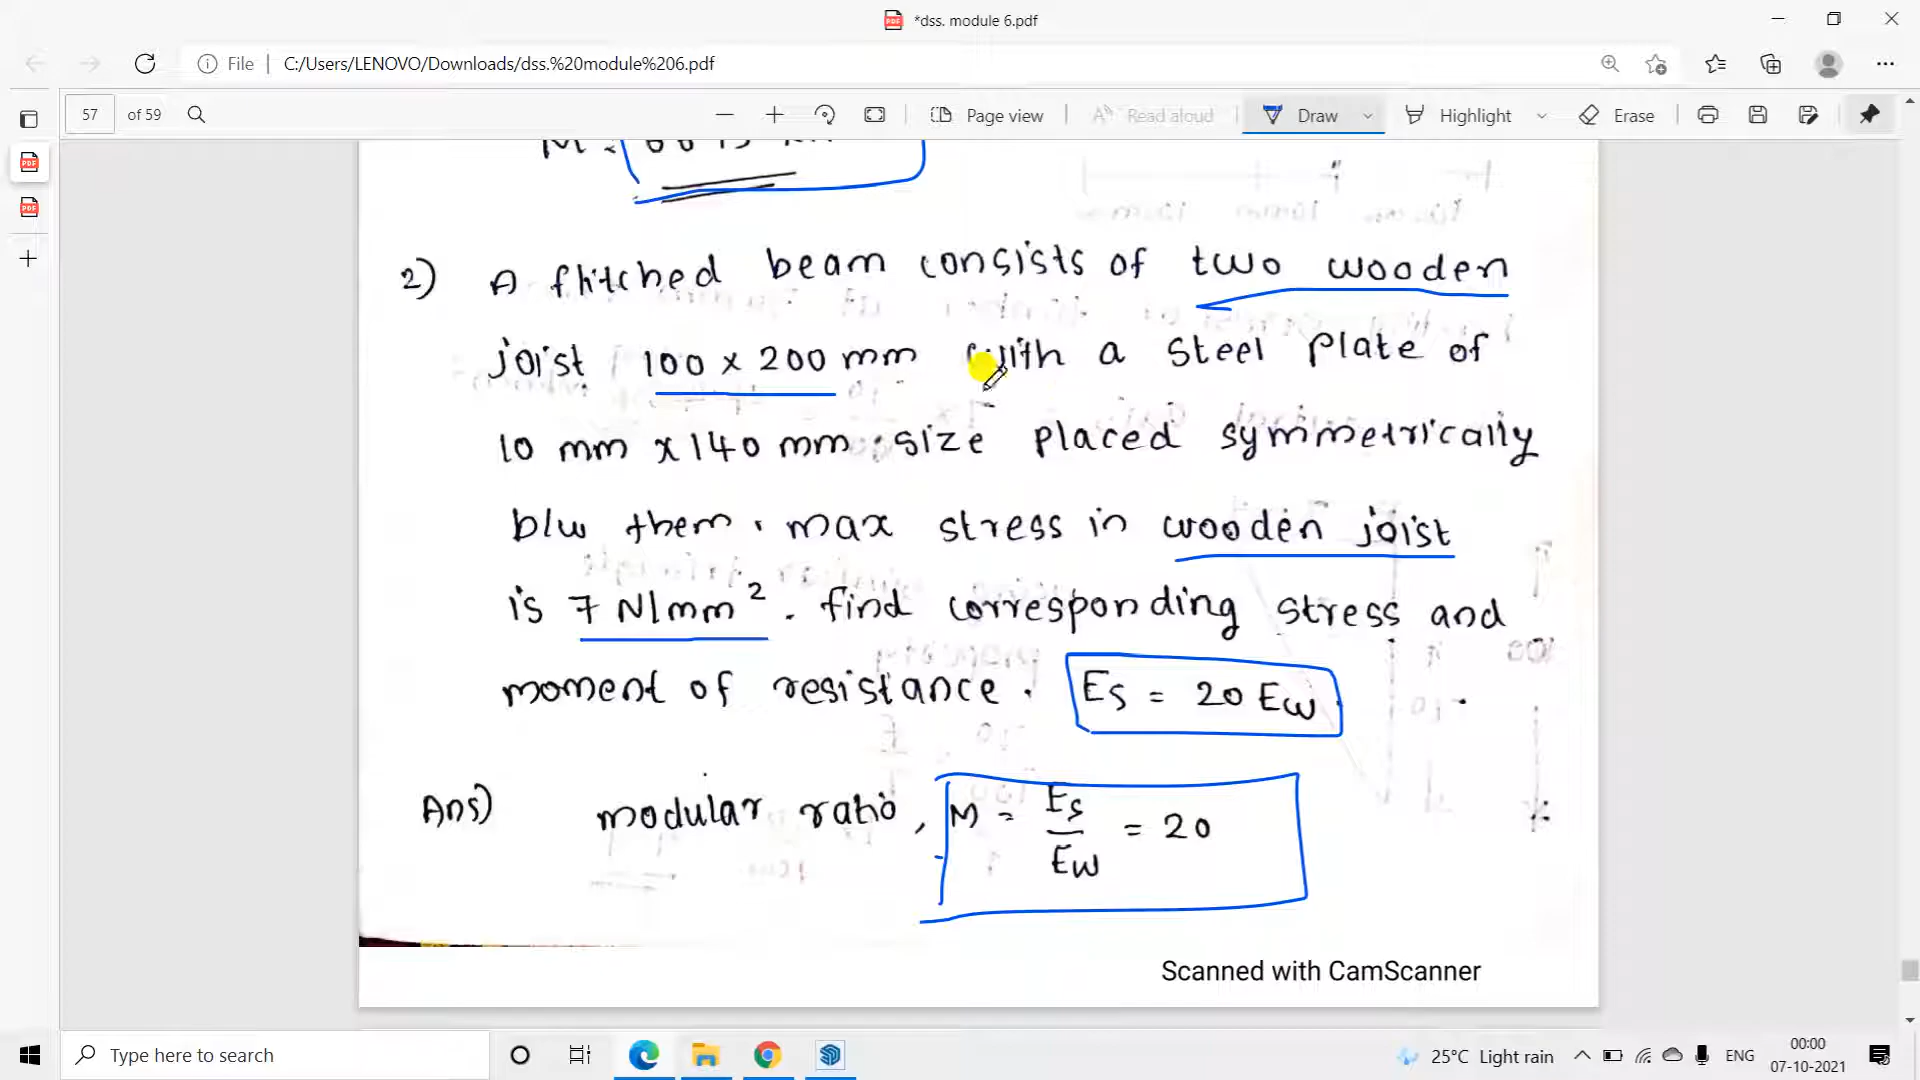 *dss. module 6.pdf
File
C:/Users/LENOVO/Downloads/dss.%20module%206.pdf
57 of 59
Page view
Read aloud
Draw
Highlight
Erase
M =
2) A flitched beam consists of two wooden
joist 100 x 200 mm with a steel plate of
10 mm x 140 mm size placed symmetrically
b/w them. max stress in wooden joist
is 7 N/mm². find corresponding stress and
moment of resistance. Es = 20 Ew
Ans) modular ratio, M = Es/Ew = 20
Scanned with CamScanner
Type here to search
25°C Light rain
ENG
00:00
07-10-2021